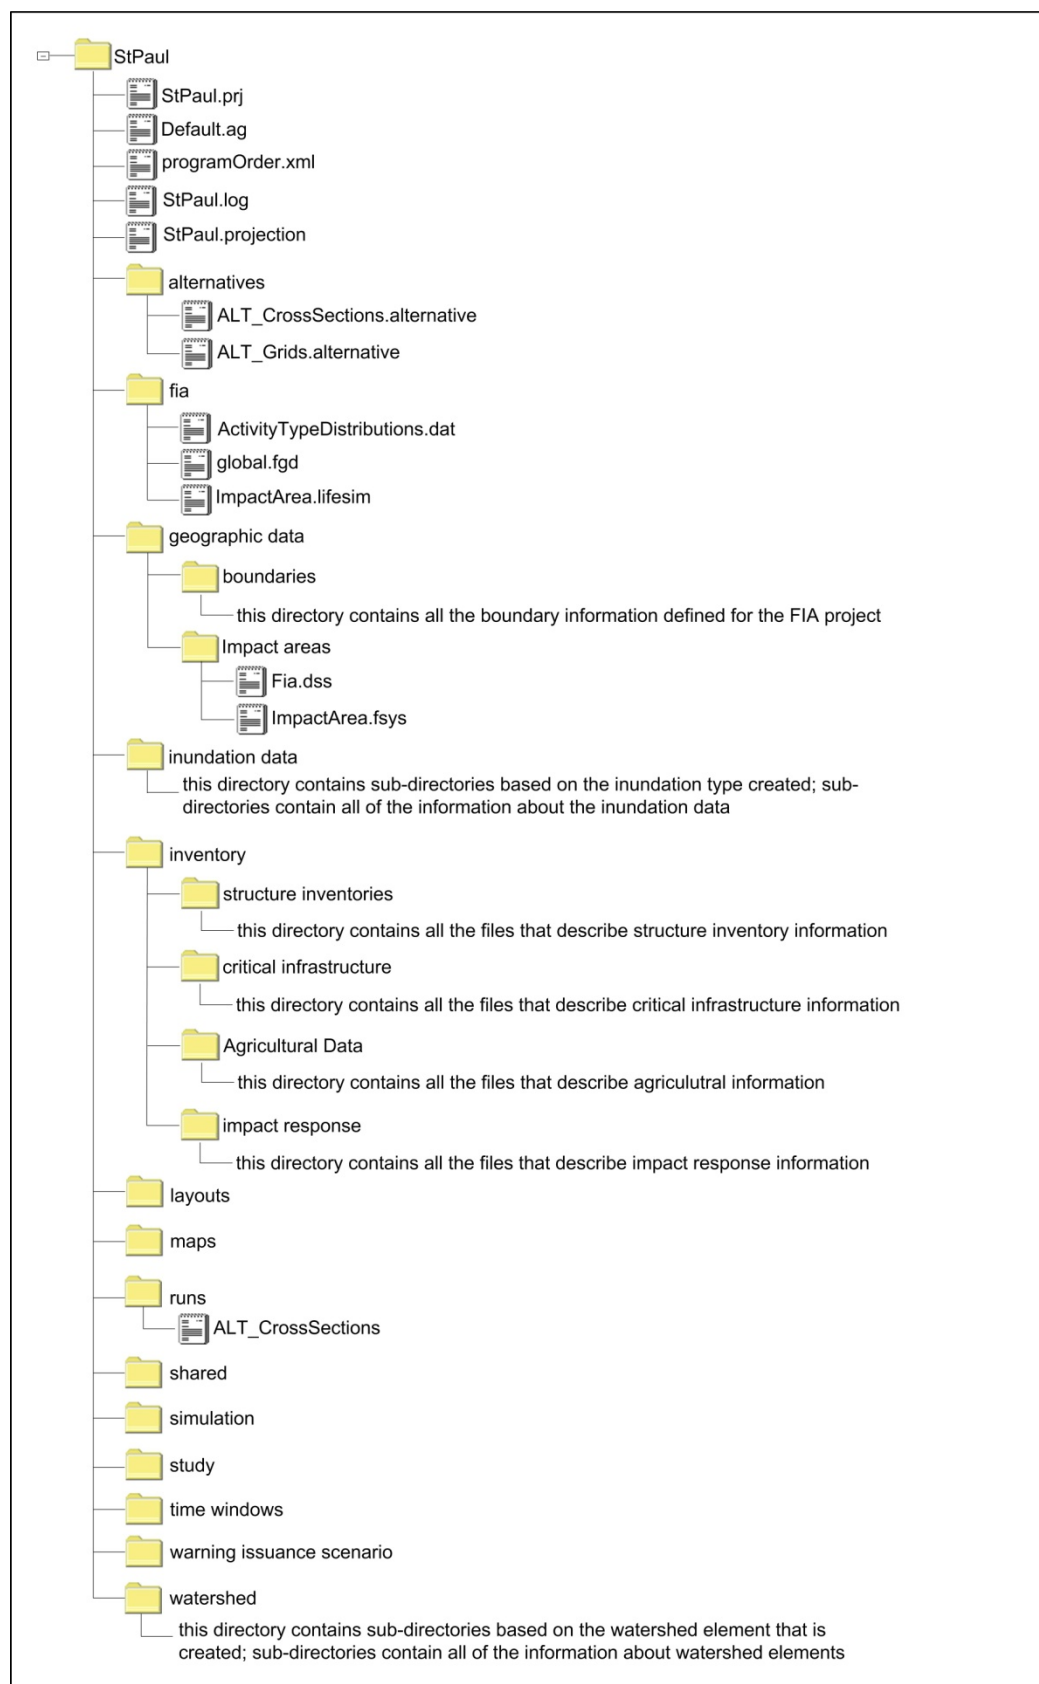 StPaul
StPaul.prj
Default.ag
programOrder.xml
StPaul.log
StPaul.projection
alternatives
ALT_CrossSections.alternative
ALT_Grids.alternative
fia
ActivityTypeDistributions.dat
global.fgd
ImpactArea.lifesim
geographic data
boundaries
this directory contains all the boundary information defined for the FIA project
Impact areas
Fia.dss
ImpactArea.fsys
inundation data
this directory contains sub-directories based on the inundation type created; sub-
directories contain all of the information about the inundation data
inventory
structure inventories
this directory contains all the files that describe structure inventory information
critical infrastructure
this directory contains all the files that describe critical infrastructure information
Agricultural Data
this directory contains all the files that describe agriculutral information
impact response
this directory contains all the files that describe impact response information
layouts
maps
runs
ALT_CrossSections
shared
simulation
study
time windows
warning issuance scenario
watershed
this directory contains sub-directories based on the watershed element that is
created; sub-directories contain all of the information about watershed elements